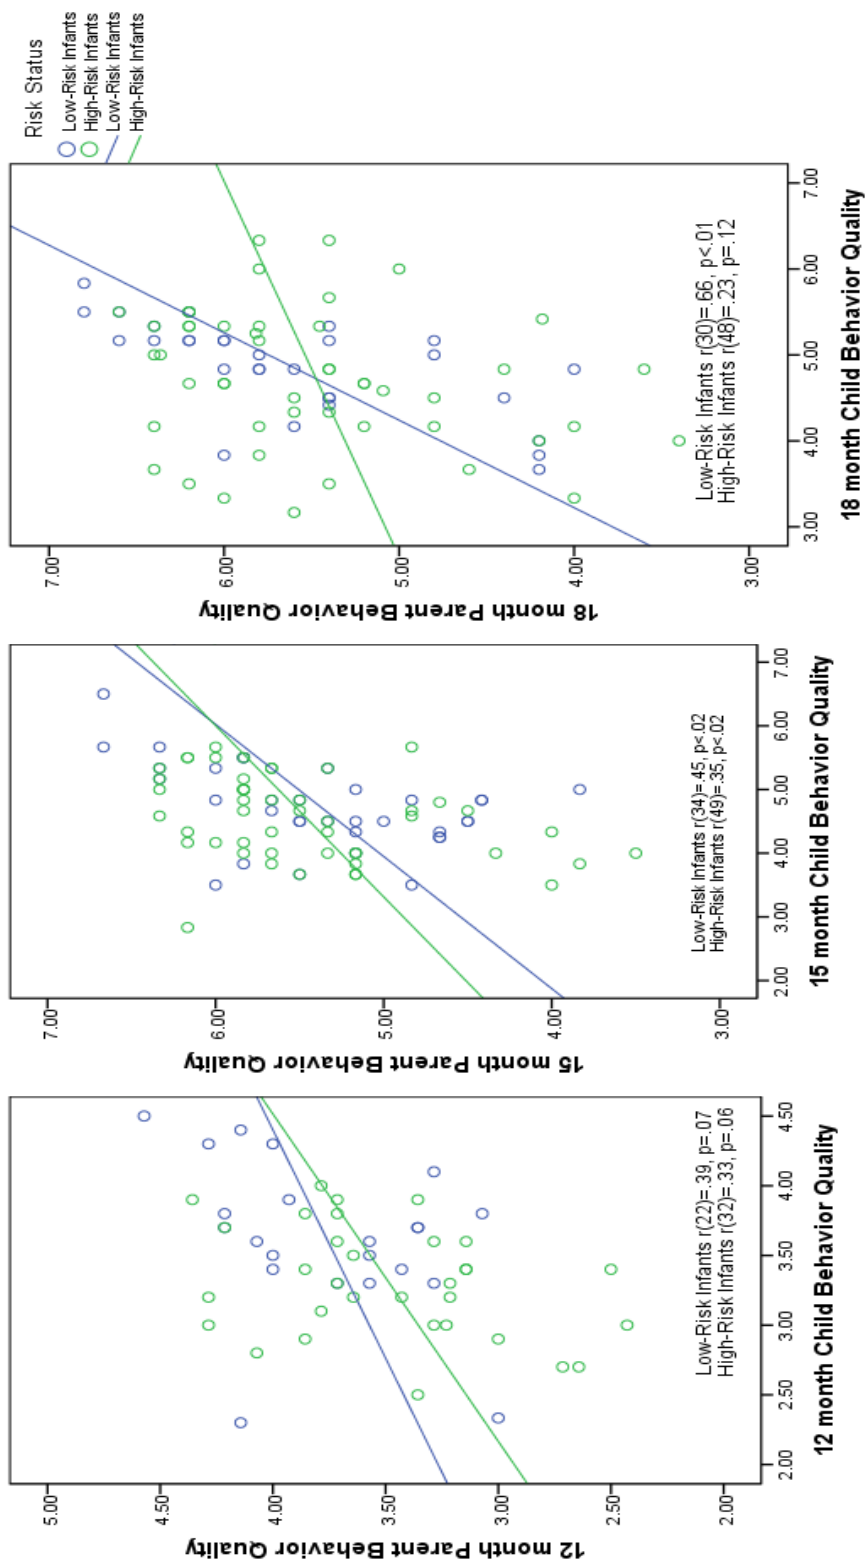 Risk Status
Low-Risk Infants
High-Risk Infants
Low-Risk Infants
High-Risk Infants
12 month Parent Behavior Quality
5.00
4.50
4.00
3.50
3.00
2.50
2.00
Low-Risk Infants r(22)=.39, p=.07
High-Risk Infants r(32)=.33, p=.06
2.00
2.50
3.00
3.50
4.00
4.50
12 month Child Behavior Quality
15 month Parent Behavior Quality
7.00
6.00
5.00
4.00
3.00
Low-Risk Infants r(34)=.45, p<.02
High-Risk Infants r(49)=.35, p<.02
2.00
3.00
4.00
5.00
6.00
7.00
15 month Child Behavior Quality
18 month Parent Behavior Quality
7.00
6.00
5.00
4.00
3.00
Low-Risk Infants r(30)=.66, p<.01
High-Risk Infants r(48)=.23, p=.12
3.00
4.00
5.00
6.00
7.00
18 month Child Behavior Quality